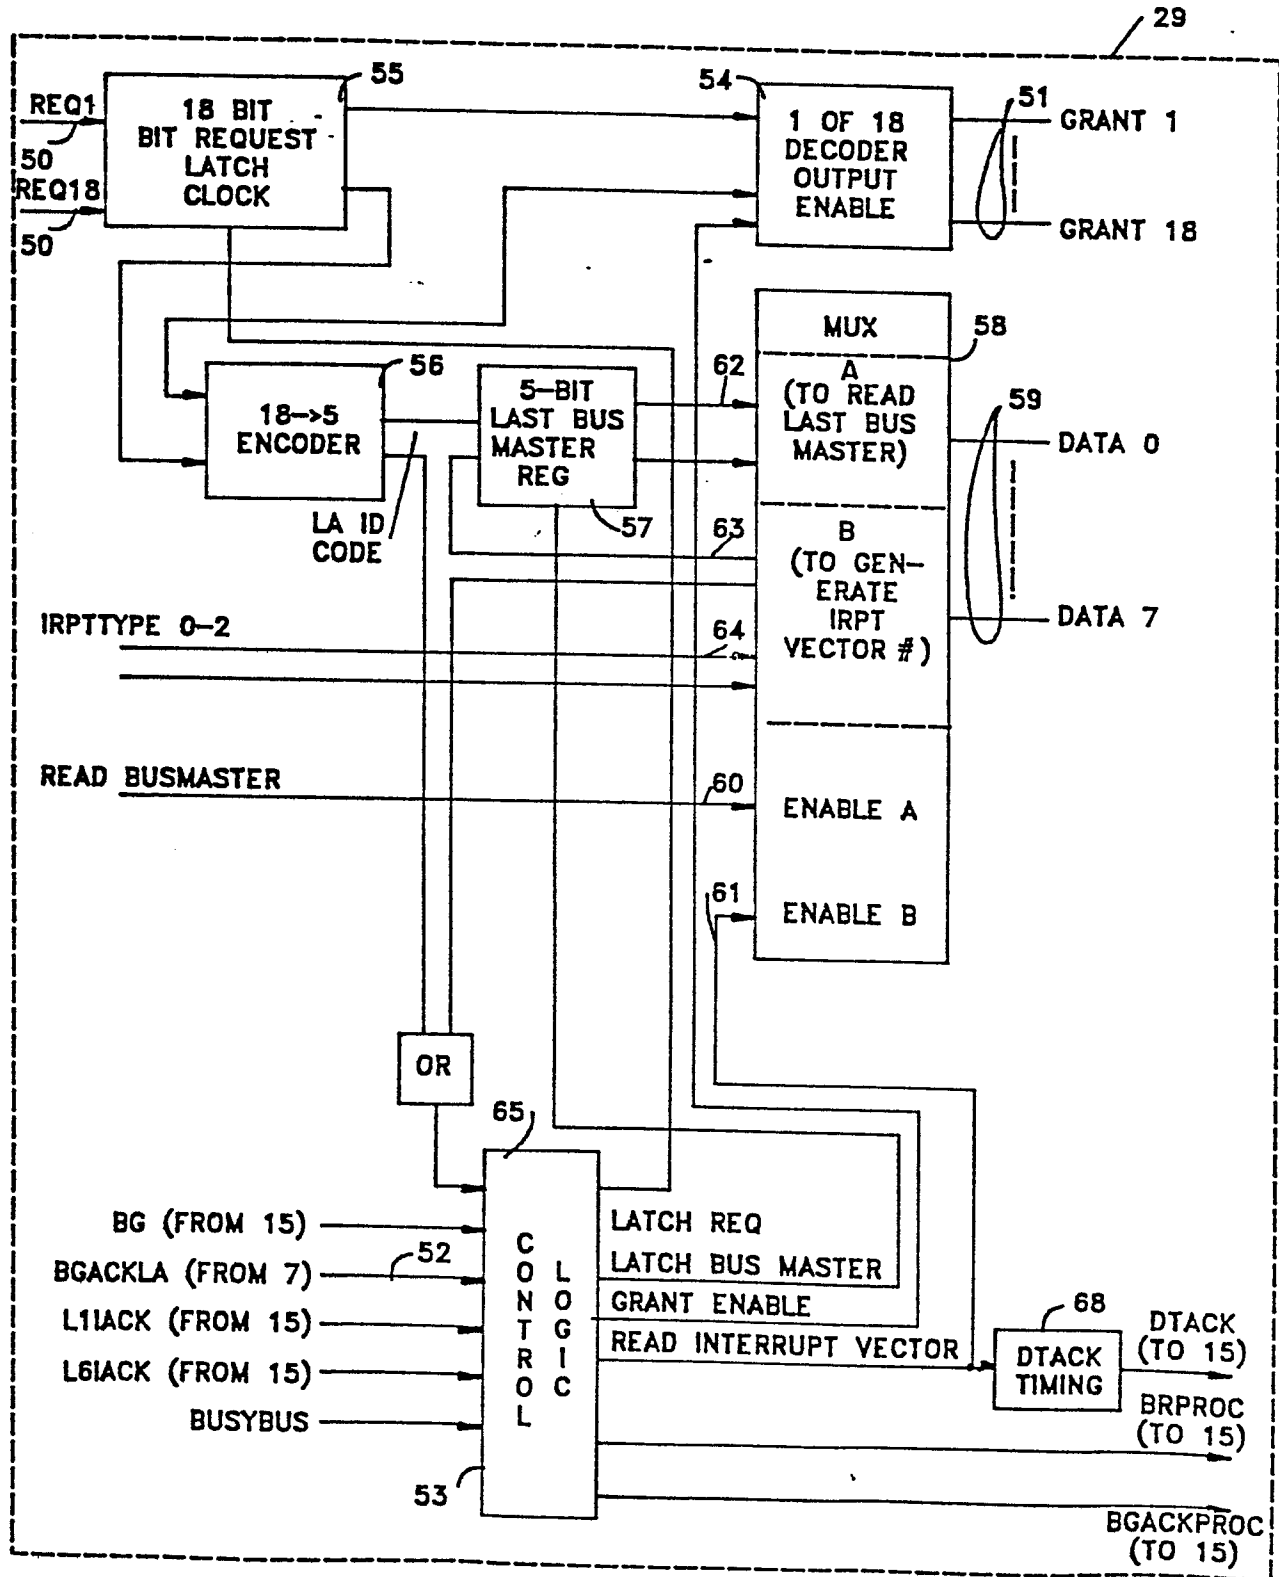 29
55
54
51
REQ1
50
REQ18
50
18 BIT
BIT REQUEST
LATCH
CLOCK
1 OF 18
DECODER
OUTPUT
ENABLE
GRANT 1
GRANT 18
MUX
58
56
18->5
ENCODER
LA ID
CODE
5-BIT
LAST BUS
MASTER
REG
57
62
A
(TO READ
LAST BUS
MASTER)
59
DATA 0
63
B
(TO GEN-
ERATE
IRPT
VECTOR #)
DATA 7
IRPTTYPE 0-2
64
READ BUSMASTER
60
ENABLE A
61
ENABLE B
OR
65
CONTROL
LOGIC
53
BG (FROM 15)
BGACKLA (FROM 7)
52
L1IACK (FROM 15)
L6IACK (FROM 15)
BUSYBUS
LATCH REQ
LATCH BUS MASTER
GRANT ENABLE
READ INTERRUPT VECTOR
68
DTACK
TIMING
DTACK
(TO 15)
BRPROC
(TO 15)
BGACKPROC
(TO 15)